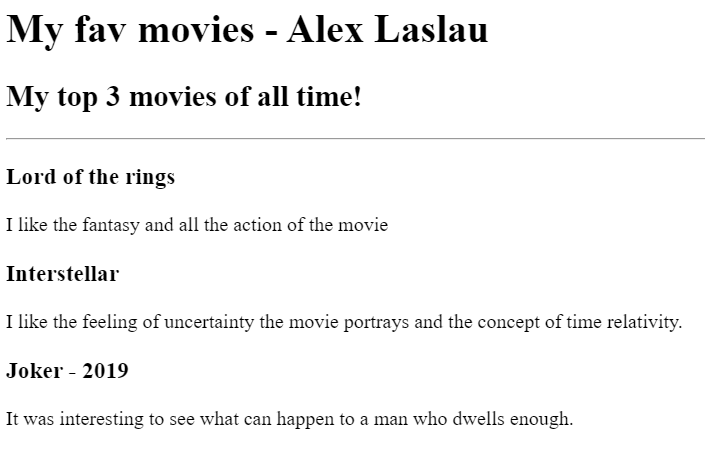 My fav movies - Alex Laslau
My top 3 movies of all time!
Lord of the rings
I like the fantasy and all the action of the movie
Interstellar
I like the feeling of uncertainty the movie portrays and the concept of time relativity.
Joker - 2019
It was interesting to see what can happen to a man who dwells enough.